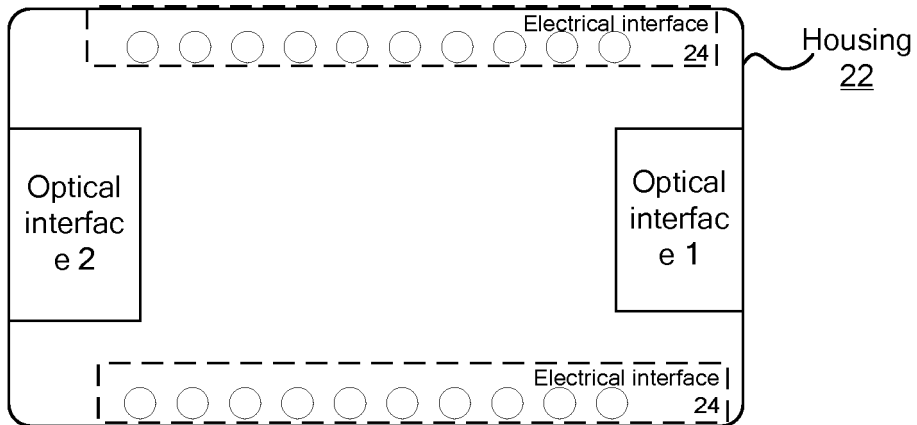 Electrical interface
24
Housing
22
Optical
interfac
e 2
Optical
interfac
e 1
Electrical interface
24